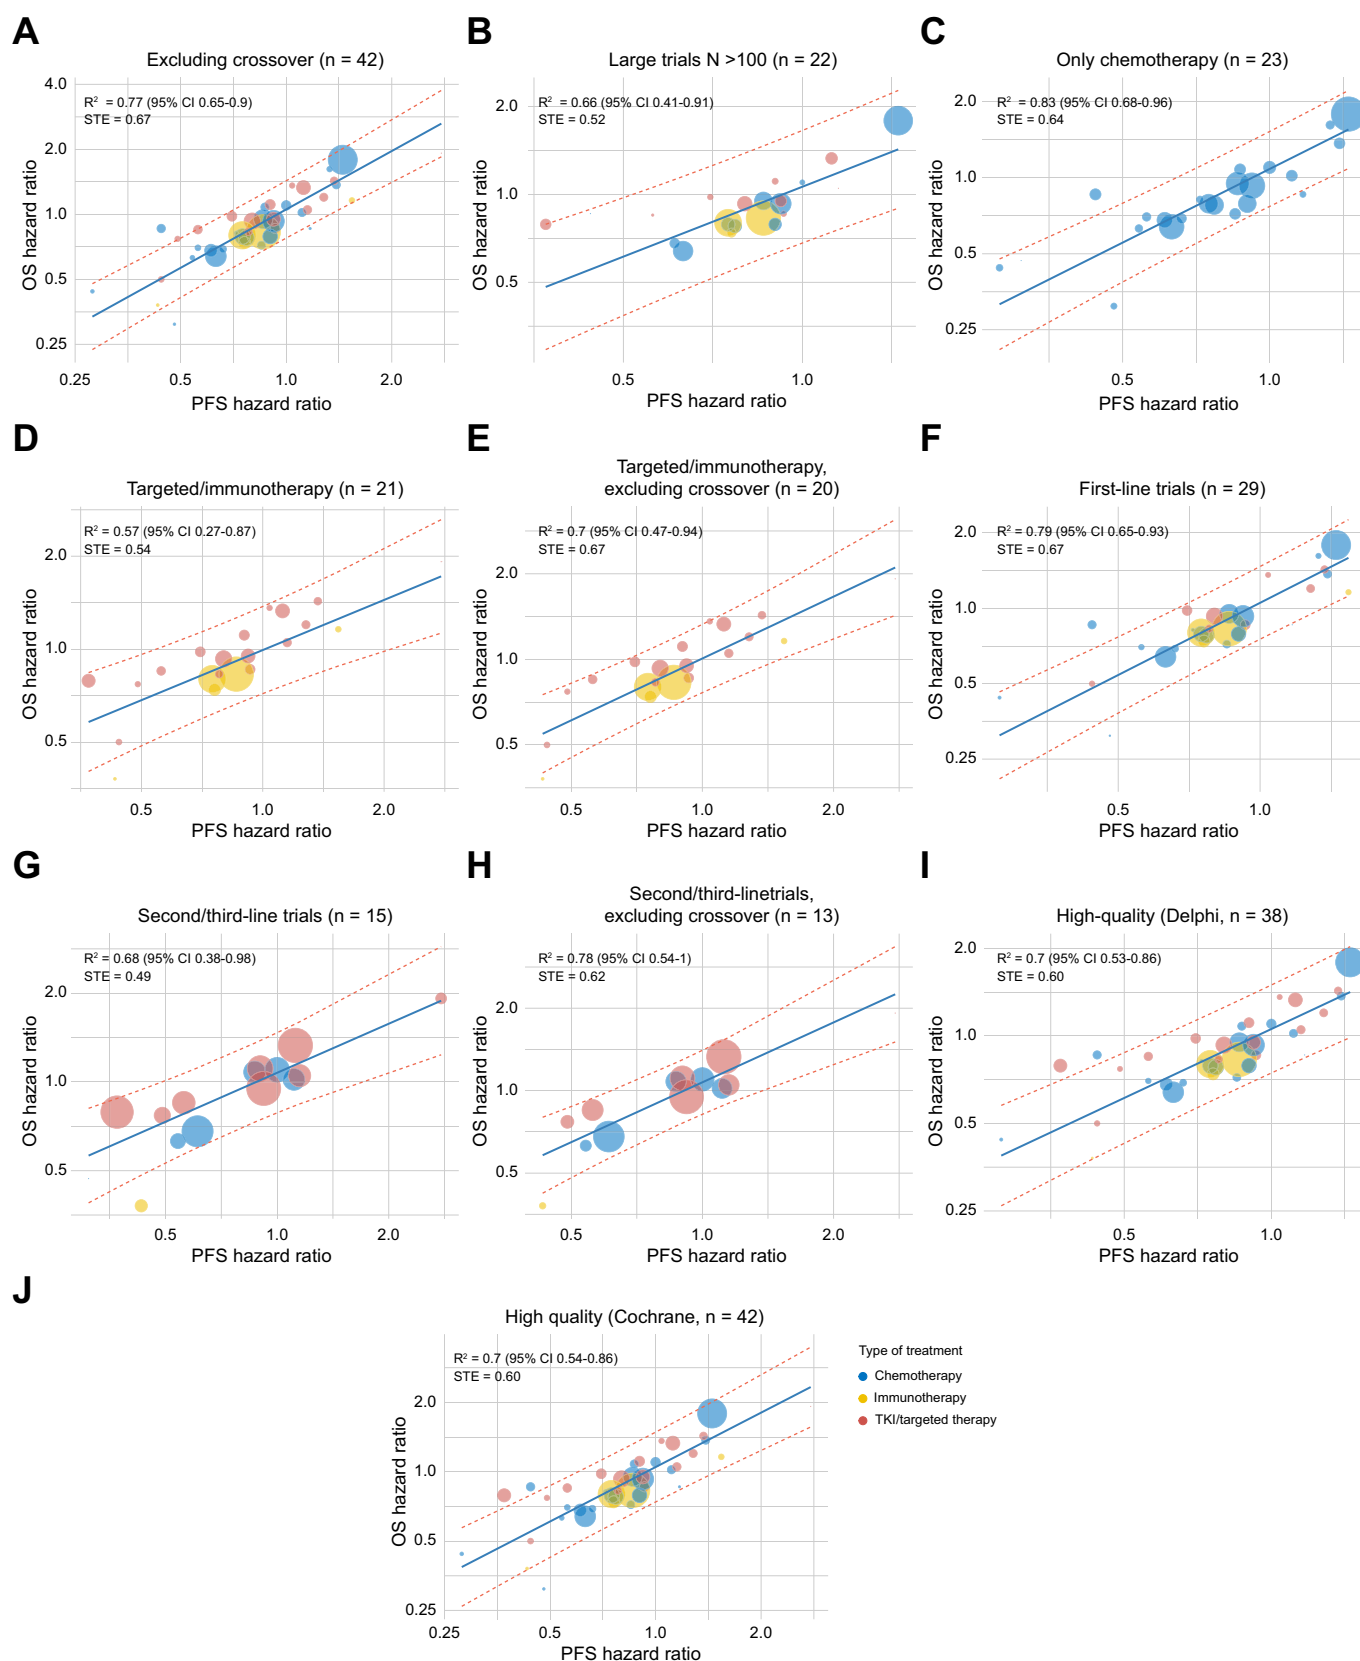 A
Excluding crossover (n = 42)
R² = 0.77 (95% CI 0.65-0.9)
STE = 0.67
OS hazard ratio
4.0
2.0
1.0
0.5
0.25
0.25 0.5 1.0 2.0
PFS hazard ratio
B
Large trials N >100 (n = 22)
R² = 0.66 (95% CI 0.41-0.91)
STE = 0.52
OS hazard ratio
2.0
1.0
0.5
0.5 1.0
PFS hazard ratio
C
Only chemotherapy (n = 23)
R² = 0.83 (95% CI 0.68-0.96)
STE = 0.64
OS hazard ratio
2.0
1.0
0.5
0.25
0.5 1.0
PFS hazard ratio
D
Targeted/immunotherapy (n = 21)
R² = 0.57 (95% CI 0.27-0.87)
STE = 0.54
OS hazard ratio
2.0
1.0
0.5
0.5 1.0 2.0
PFS hazard ratio
E
Targeted/immunotherapy,
excluding crossover (n = 20)
R² = 0.7 (95% CI 0.47-0.94)
STE = 0.67
OS hazard ratio
2.0
1.0
0.5
0.5 1.0 2.0
PFS hazard ratio
F
First-line trials (n = 29)
R² = 0.79 (95% CI 0.65-0.93)
STE = 0.67
OS hazard ratio
2.0
1.0
0.5
0.25
0.5 1.0
PFS hazard ratio
G
Second/third-line trials (n = 15)
R² = 0.68 (95% CI 0.38-0.98)
STE = 0.49
OS hazard ratio
2.0
1.0
0.5
0.5 1.0 2.0
PFS hazard ratio
H
Second/third-linetrials,
excluding crossover (n = 13)
R² = 0.78 (95% CI 0.54-1)
STE = 0.62
OS hazard ratio
2.0
1.0
0.5
0.5 1.0 2.0
PFS hazard ratio
I
High-quality (Delphi, n = 38)
R² = 0.7 (95% CI 0.53-0.86)
STE = 0.60
OS hazard ratio
2.0
1.0
0.5
0.25
0.5 1.0
PFS hazard ratio
J
High quality (Cochrane, n = 42)
R² = 0.7 (95% CI 0.54-0.86)
STE = 0.60
OS hazard ratio
2.0
1.0
0.5
0.25
0.25 0.5 1.0 2.0
PFS hazard ratio
Type of treatment
Chemotherapy
Immunotherapy
TKI/targeted therapy